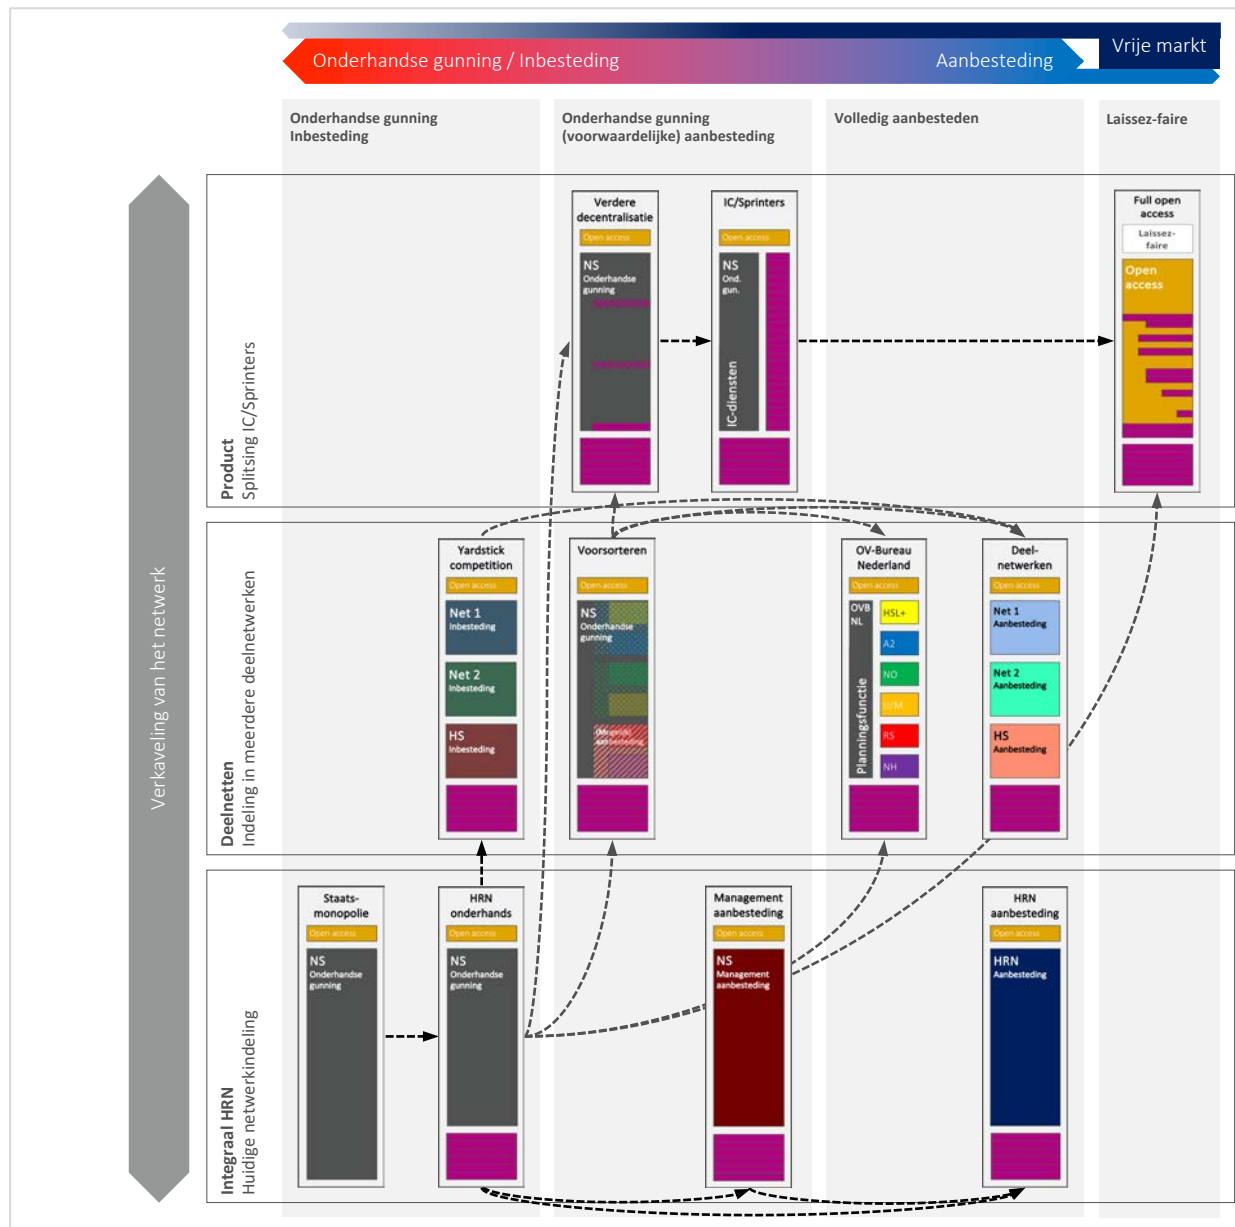 Onderhandse gunning / Inbesteding
Aanbesteding
Vrije markt
Onderhandse gunning
Inbesteding
Onderhandse gunning
(voorwaardelijke) aanbesteding
Volledig aanbesteden
Laissez-faire
Verkaveling van het netwerk
Product
Splitsing IC/Sprinters
Verdere
decentralisatie
Open access
NS
Onderhandse
gunning
IC/Sprinters
Open access
NS
Ond.
gun.
IC-diensten
Full open
access
Laissez-
faire
Open
access
Deelnetten
Indeling in meerdere deelnetwerken
Yardstick
competition
Open access
Net 1
Inbesteding
Net 2
Inbesteding
HS
Inbesteding
Voorsorteren
Open access
NS
Onderhandse
gunning
(Mogelijk)
aanbesteding
OV-Bureau
Nederland
Open access
OVB
NL
Planningsfunctie
HSL+
A2
NO
IJ/M
RS
NH
Deel-
netwerken
Open access
Net 1
Aanbesteding
Net 2
Aanbesteding
HS
Aanbesteding
Integraal HRN
Huidige netwerkindeling
Staats-
monopolie
Open access
NS
Onderhandse
gunning
HRN
onderhands
Open access
NS
Onderhandse
gunning
Management
aanbesteding
Open access
NS
Management
aanbesteding
HRN
aanbesteding
Open access
HRN
Aanbesteding